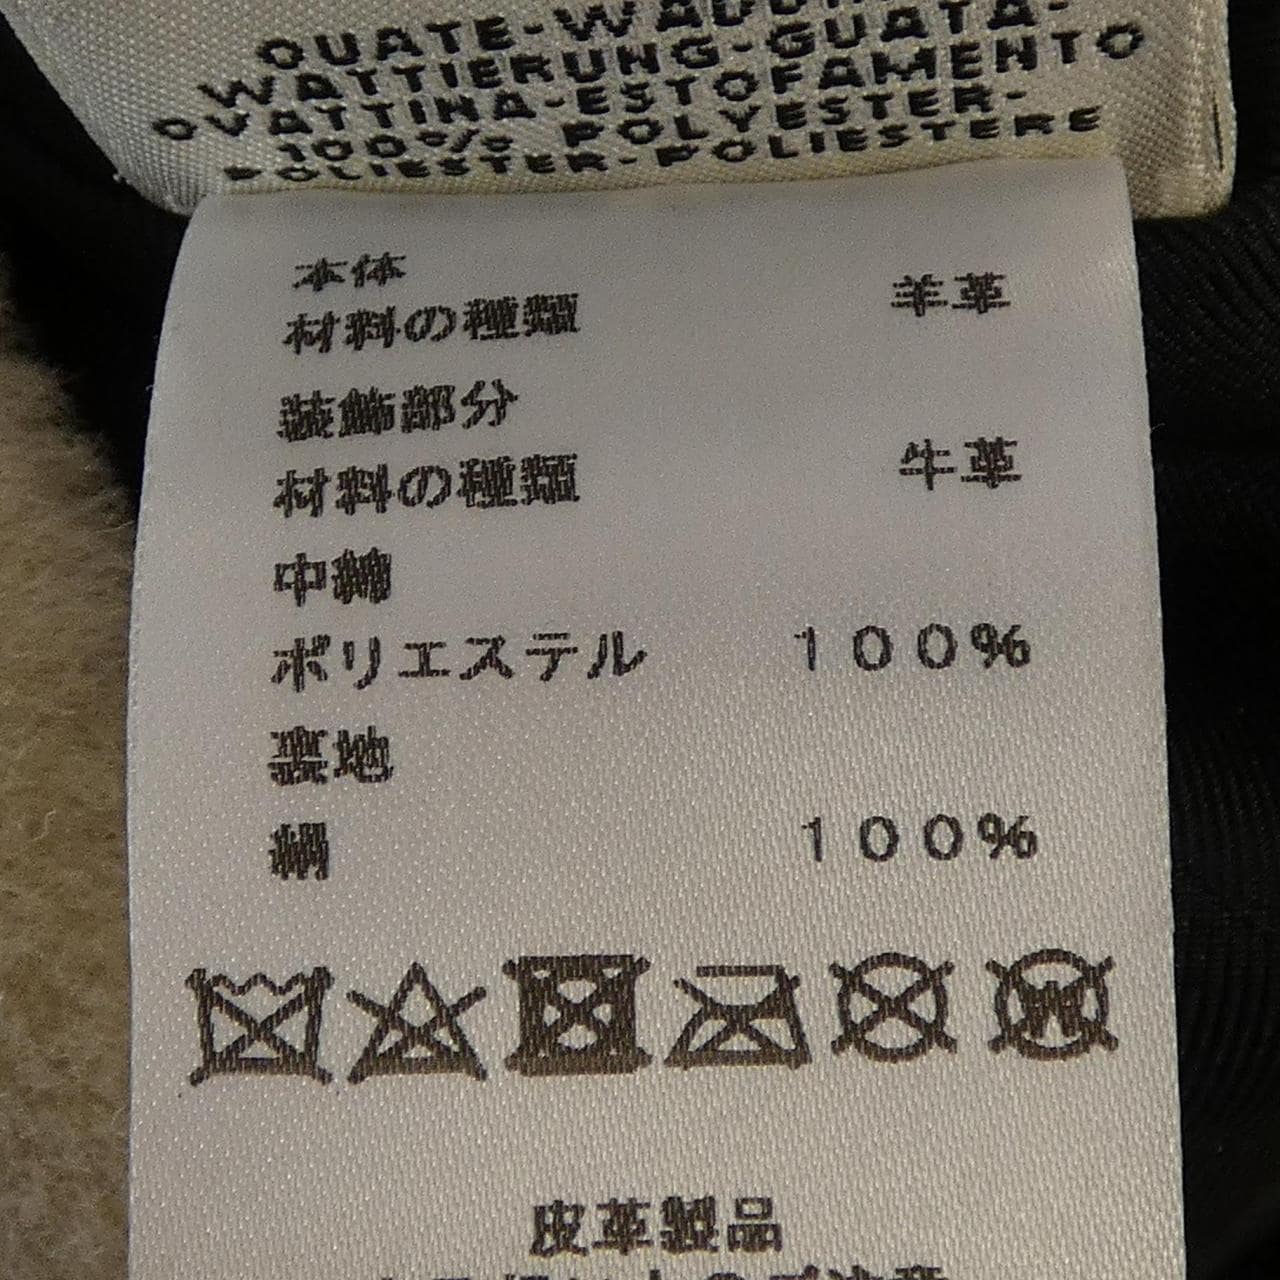 OUATE-WADDING
WATTIERUNG-GUATA-
OVATTINA-ESTOFAMENTO
100% POLYESTER-
POLIESTER-POLIESTERE
本体
材料の種類 羊革
装飾部分
材料の種類 牛革
中綿
ポリエステル 100%
裏地
絹 100%
W
皮革製品